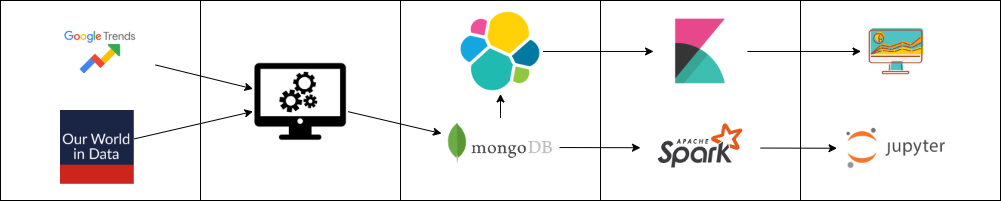 Google Trends
Our World
in Data
mongoDB
APACHE
Spark
jupyter